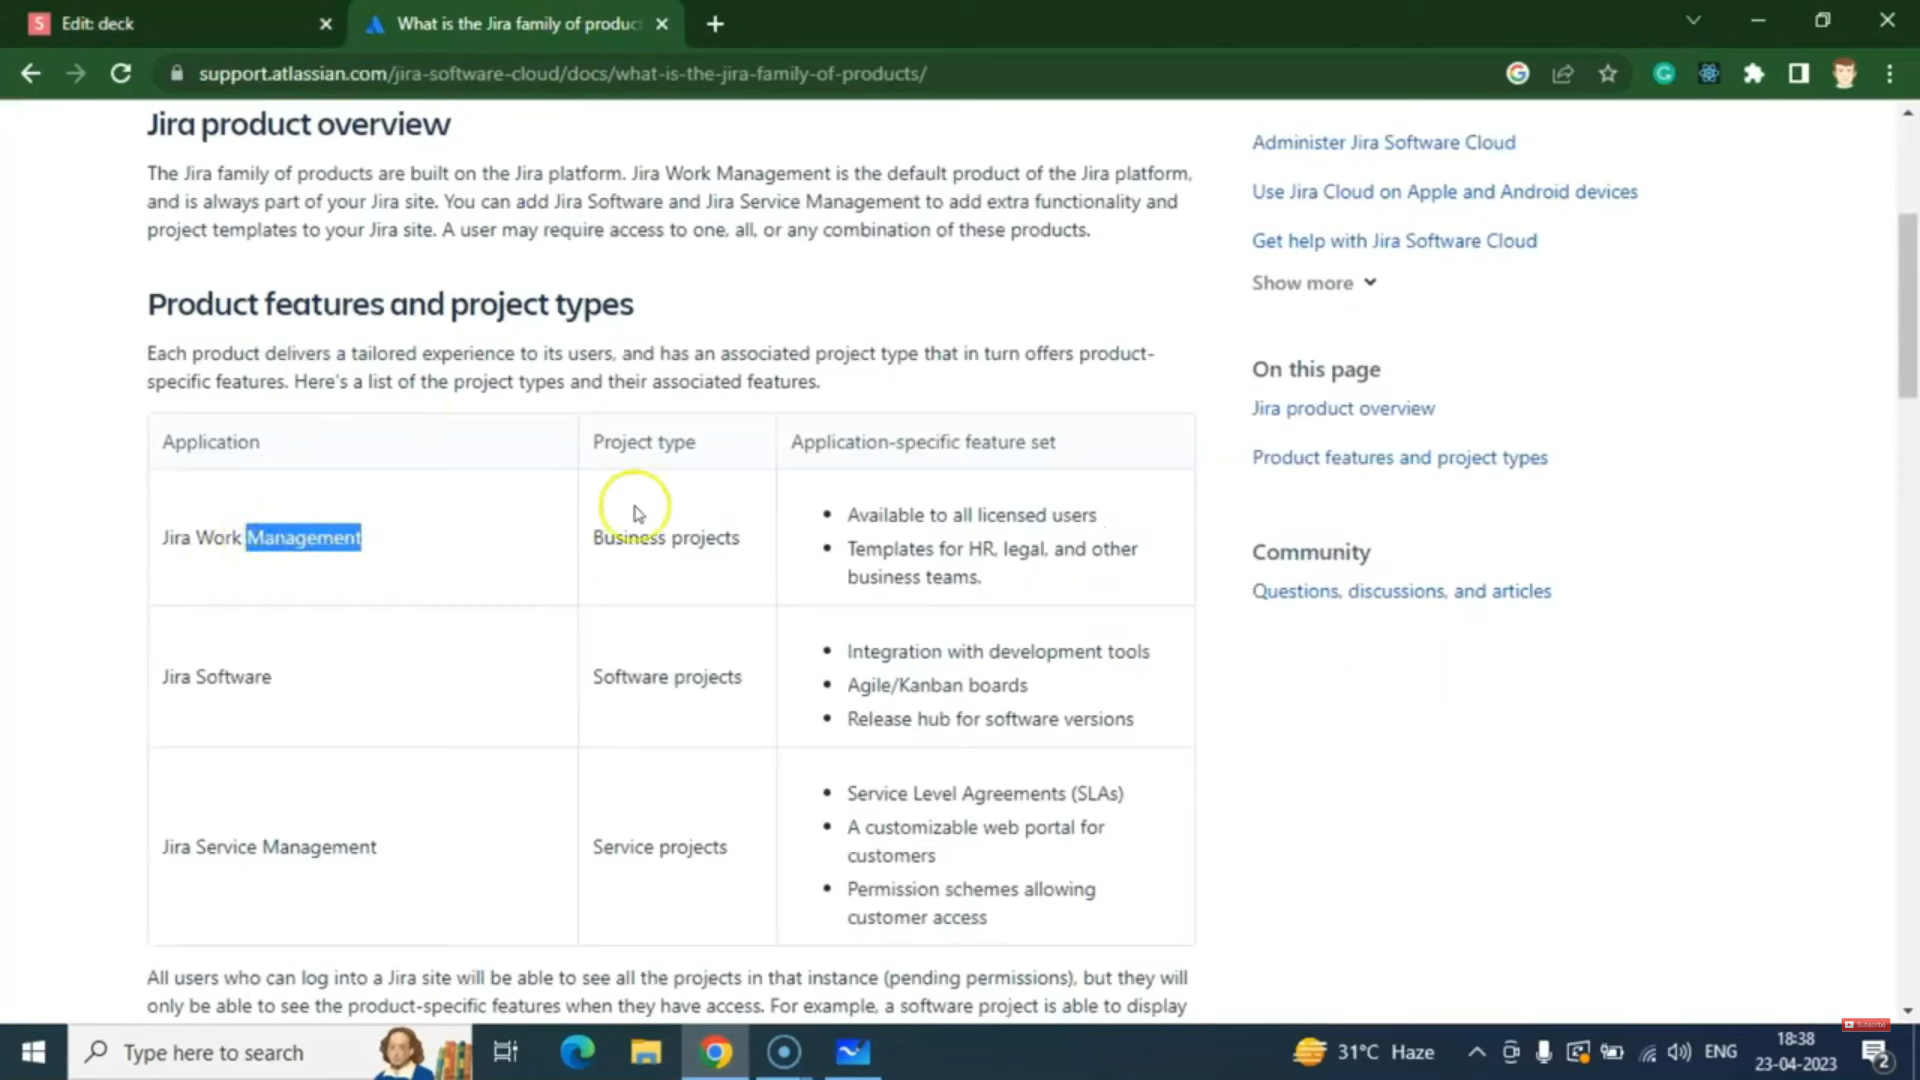 S Edit: deck
What is the Jira family of produc
support.atlassian.com/jira-software-cloud/docs/what-is-the-jira-family-of-products/
Jira product overview
The Jira family of products are built on the Jira platform. Jira Work Management is the default product of the Jira platform,
and is always part of your Jira site. You can add Jira Software and Jira Service Management to add extra functionality and
project templates to your Jira site. A user may require access to one, all, or any combination of these products.
Product features and project types
Each product delivers a tailored experience to its users, and has an associated project type that in turn offers product-
specific features. Here's a list of the project types and their associated features.
Application
Project type
Application-specific feature set
Jira Work Management
Business projects
Available to all licensed users
Templates for HR, legal, and other
business teams.
Jira Software
Software projects
Integration with development tools
Agile/Kanban boards
Release hub for software versions
Jira Service Management
Service projects
Service Level Agreements (SLAs)
A customizable web portal for
customers
Permission schemes allowing
customer access
All users who can log into a Jira site will be able to see all the projects in that instance (pending permissions), but they will
only be able to see the product-specific features when they have access. For example, a software project is able to display
Administer Jira Software Cloud
Use Jira Cloud on Apple and Android devices
Get help with Jira Software Cloud
Show more
On this page
Jira product overview
Product features and project types
Community
Questions, discussions, and articles
Subscribe
Type here to search
31°C Haze
ENG
18:38
23-04-2023
2